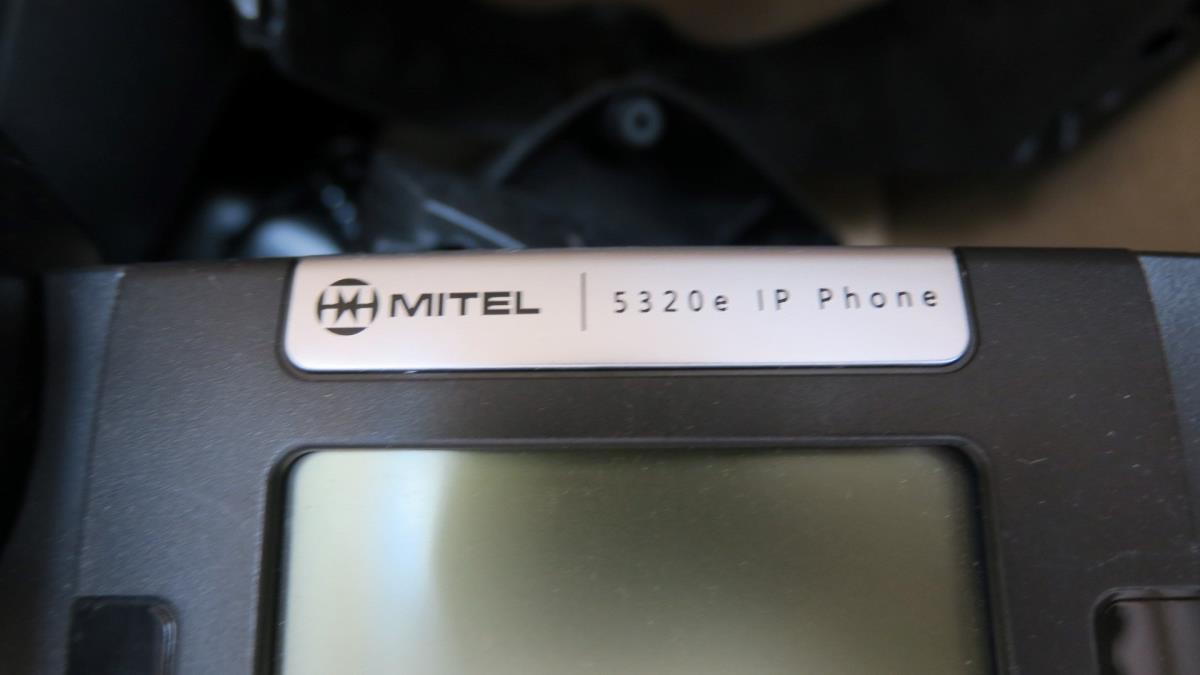 MITEL | 5320e IP Phone